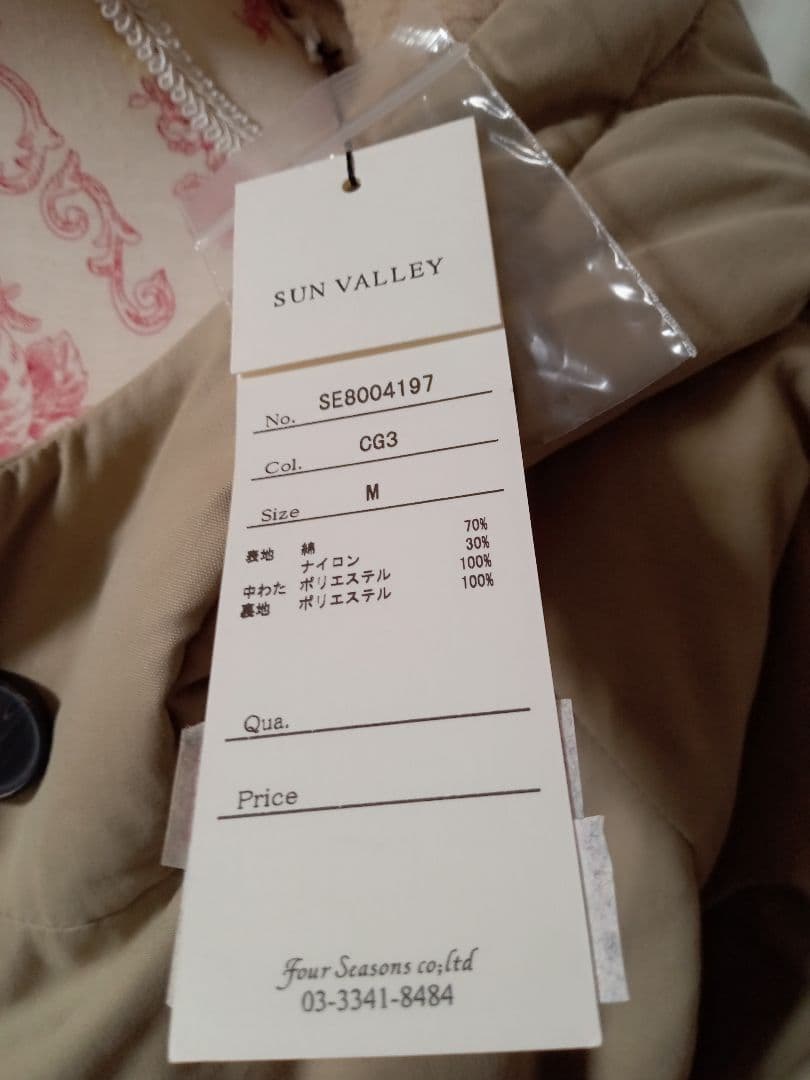 SUN VALLEY
No. SE8004197
Col. CG3
Size M
表地 綿 70%
ナイロン 30%
中わた ポリエステル 100%
裏地 ポリエステル 100%
Qua.
Price
Four Seasons co;ltd
03-3341-8484